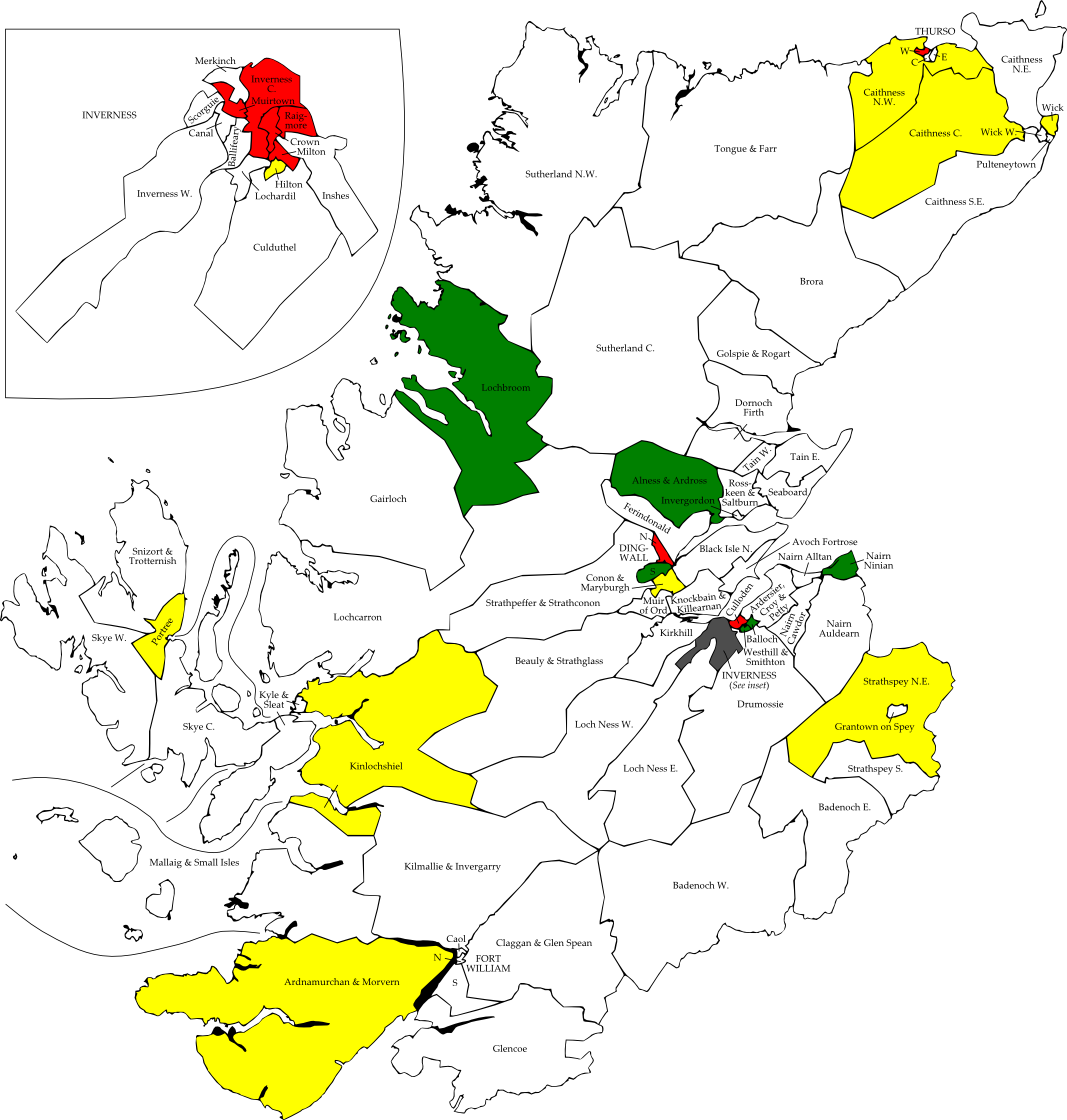 INVERNESS
Merkinch
Inverness
C.
Muirtown
Scorguie
Raig-
more
Canal
Ballifeary
Crown
Milton
Hilton
Lochardil
Inshes
Inverness W.
Culduthel
THURSO
W
C
E
Caithness
N.E.
Caithness
N.W.
Caithness C.
Wick
Wick W.
Pulteneytown
Caithness S.E.
Tongue & Farr
Sutherland N.W.
Brora
Sutherland C.
Golspie & Rogart
Lochbroom
Dornoch
Firth
Tain W.
Tain E.
Alness & Ardross
Ross-
keen &
Saltburn
Seaboard
Invergordon
Gairloch
Ferindonald
N.
DING-
WALL
S
Black Isle N.
Avoch Fortrose
Nairn Alltan
Nairn
Ninian
Snizort &
Trotternish
Conon &
Maryburgh
Strathpeffer & Strathconon
Muir
of Ord
Knockbain &
Killearnan
Culloden
Ardersier,
Croy &
Petty
Nairn
Cawdor
Nairn
Auldearn
Lochcarron
Kirkhill
Balloch
Westhill &
Smithton
Skye W.
Portree
Beauly & Strathglass
INVERNESS
(See inset)
Drumossie
Strathspey N.E.
Grantown on Spey
Kyle &
Sleat
Skye C.
Loch Ness W.
Kinlochshiel
Loch Ness E.
Strathspey S.
Badenoch E.
Mallaig & Small Isles
Kilmallie & Invergarry
Badenoch W.
Caol
N
FORT
WILLIAM
S
Claggan & Glen Spean
Ardnamurchan & Morvern
Glencoe